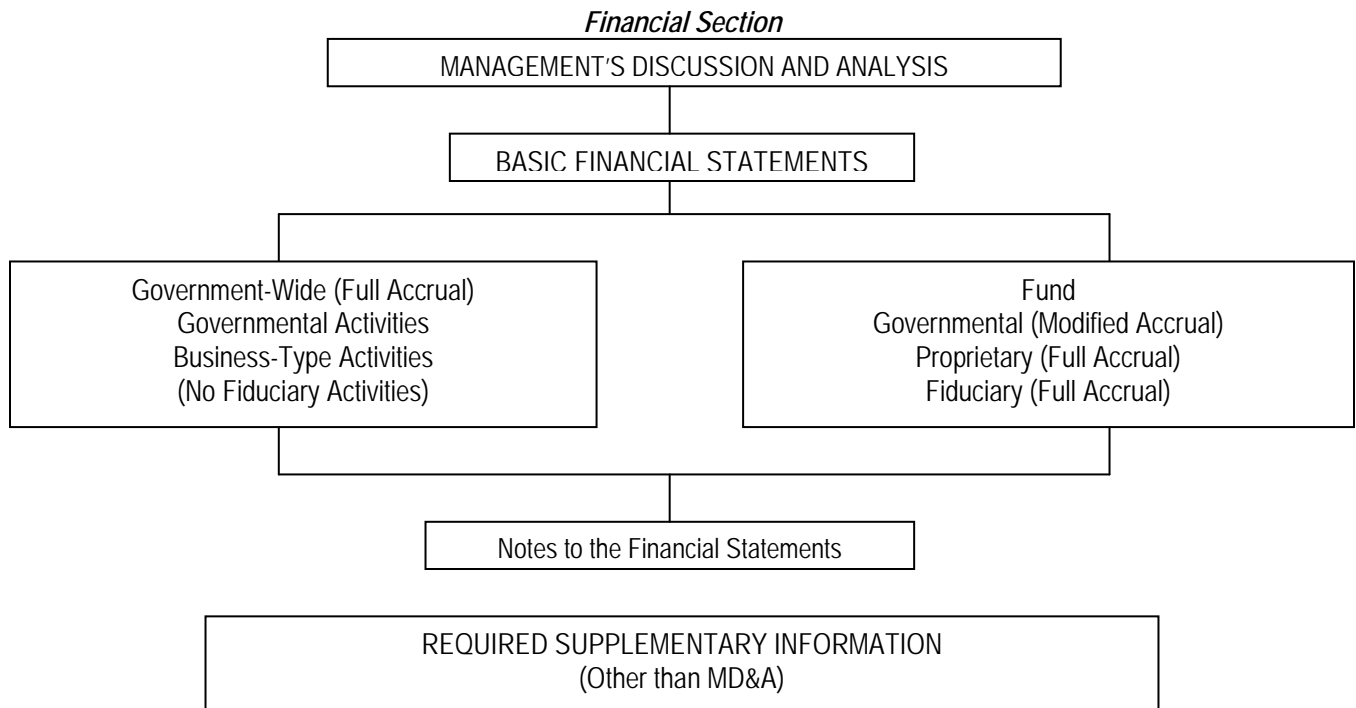 Financial Section
MANAGEMENT'S DISCUSSION AND ANALYSIS
BASIC FINANCIAL STATEMENTS
Government-Wide (Full Accrual)
Governmental Activities
Business-Type Activities
(No Fiduciary Activities)
Fund
Governmental (Modified Accrual)
Proprietary (Full Accrual)
Fiduciary (Full Accrual)
Notes to the Financial Statements
REQUIRED SUPPLEMENTARY INFORMATION
(Other than MD&A)